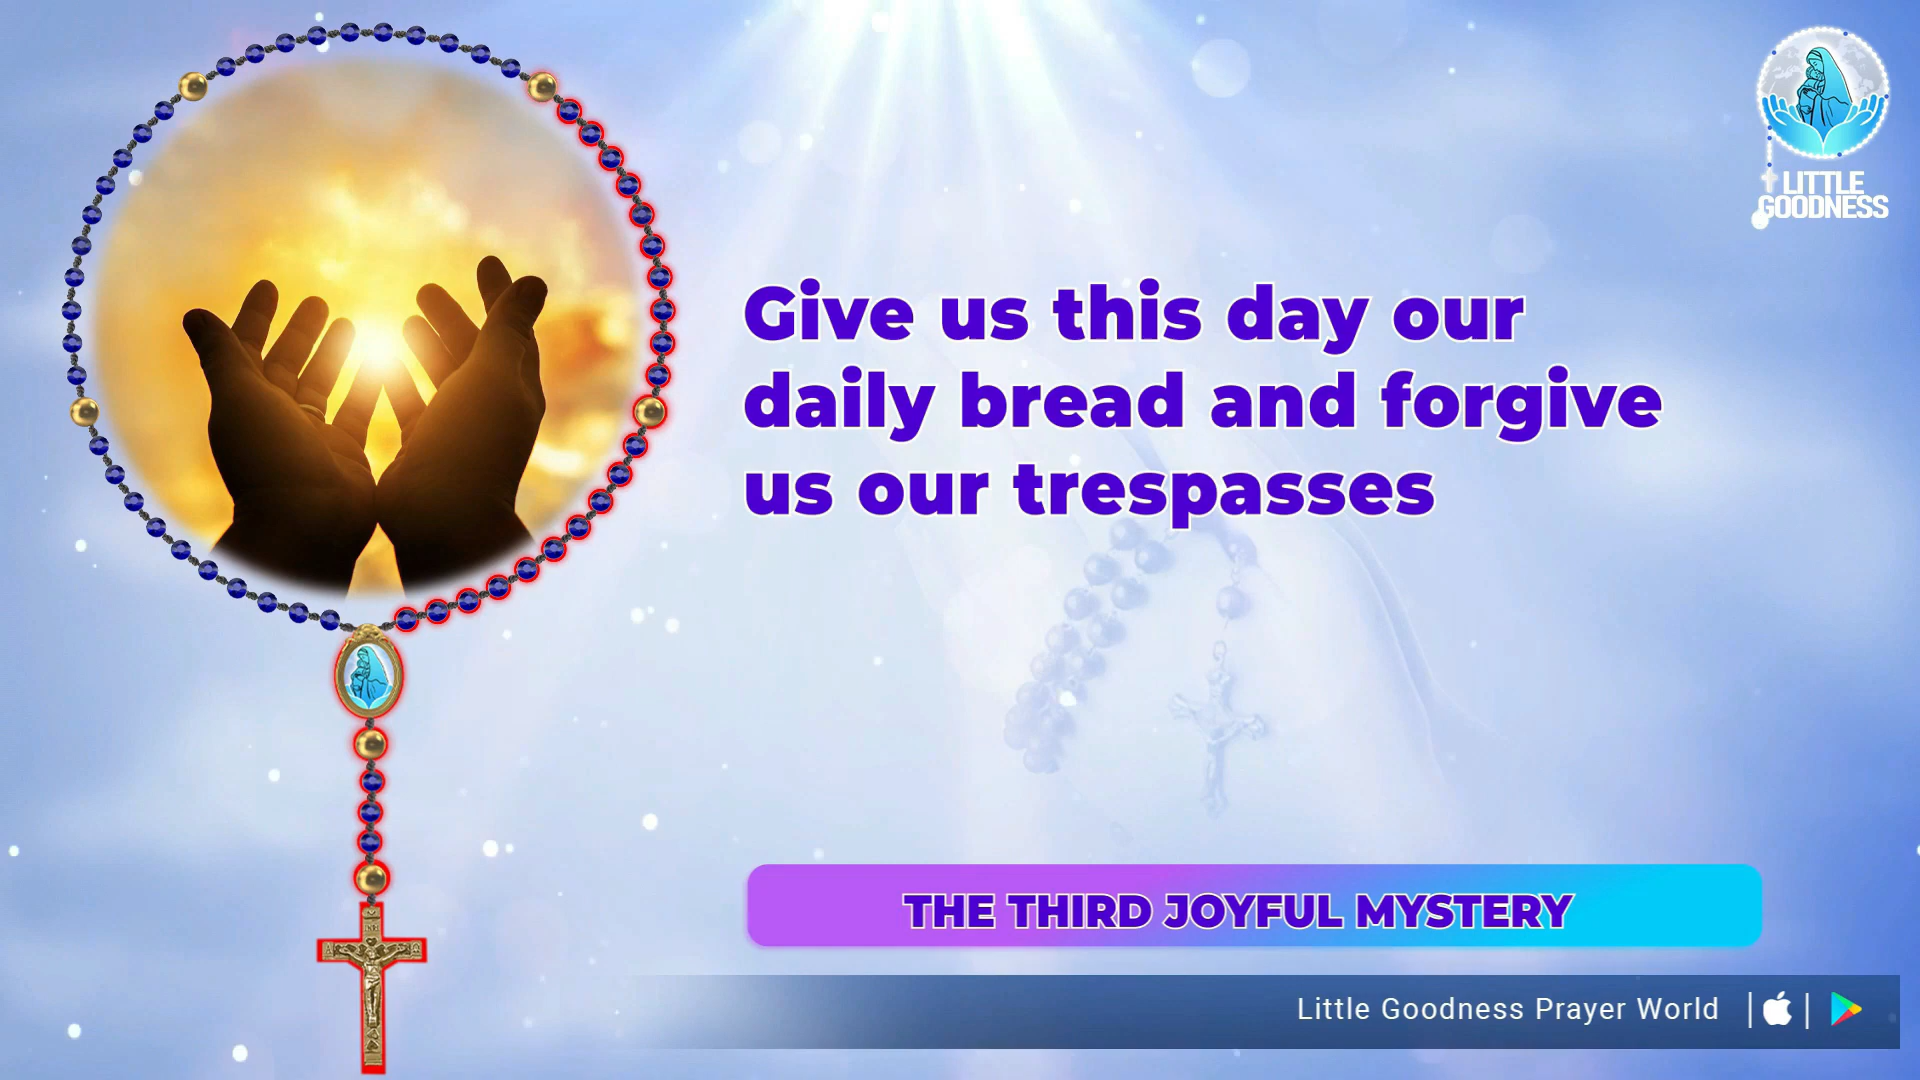 LITTLE
GOODNESS
Give us this day our
daily bread and forgive
us our trespasses
THE THIRD JOYFUL MYSTERY
Little Goodness Prayer World
INRI